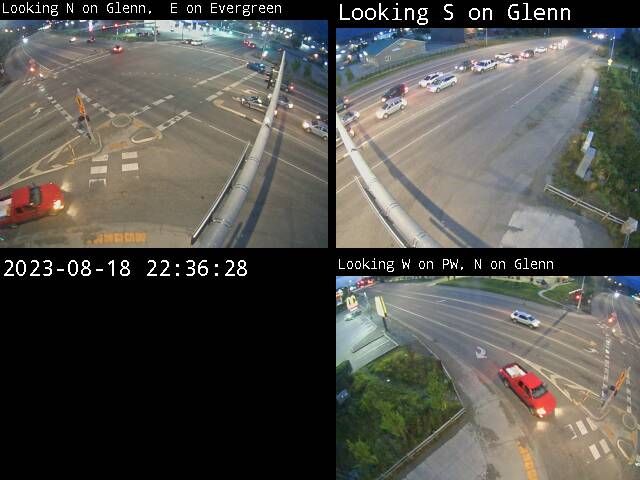 Looking N on Glenn,  E on Evergreen
Looking S on Glenn
2023-08-18 22:36:28
Looking W on PW, N on Glenn